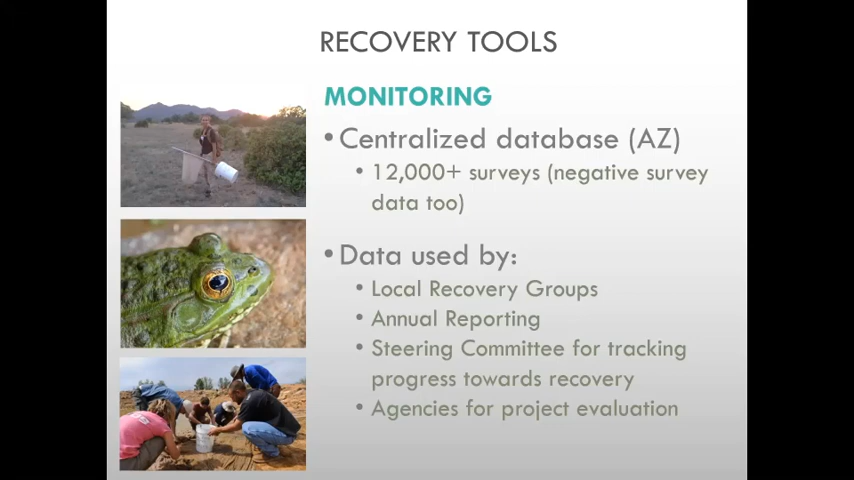 RECOVERY TOOLS
MONITORING
• Centralized database (AZ)
• 12,000+ surveys (negative survey
data too)
• Data used by:
• Local Recovery Groups
• Annual Reporting
• Steering Committee for tracking
progress towards recovery
• Agencies for project evaluation